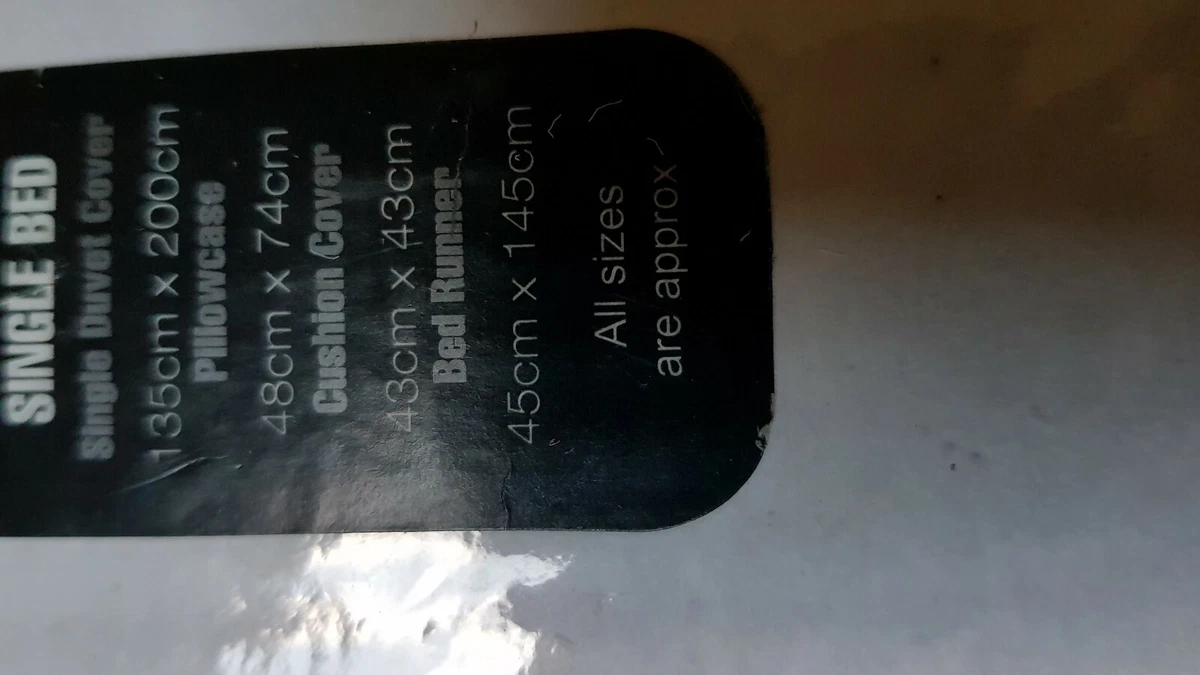 SINGLE BED
Single Duvet Cover
135cm x 200cm
Pillowcase
48cm x 74cm
Cushion Cover
43cm x 43cm
Bed Runner
45cm x 145cm
All sizes
are approx